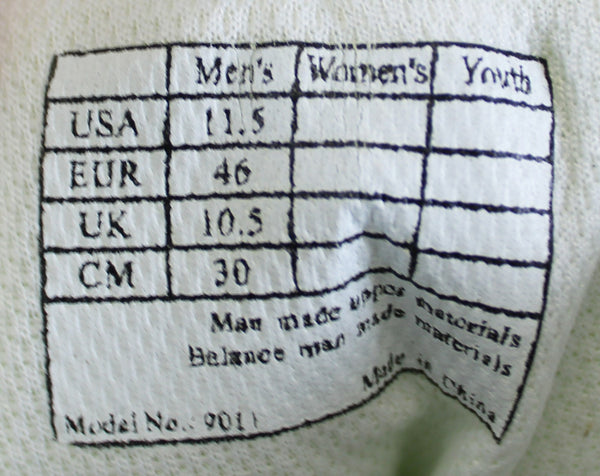 Men's Women's Youth
USA 11.5
EUR 46
UK 10.5
CM 30
Man made upper materials
Balance man made materials
Made in China
Model No.: 9011